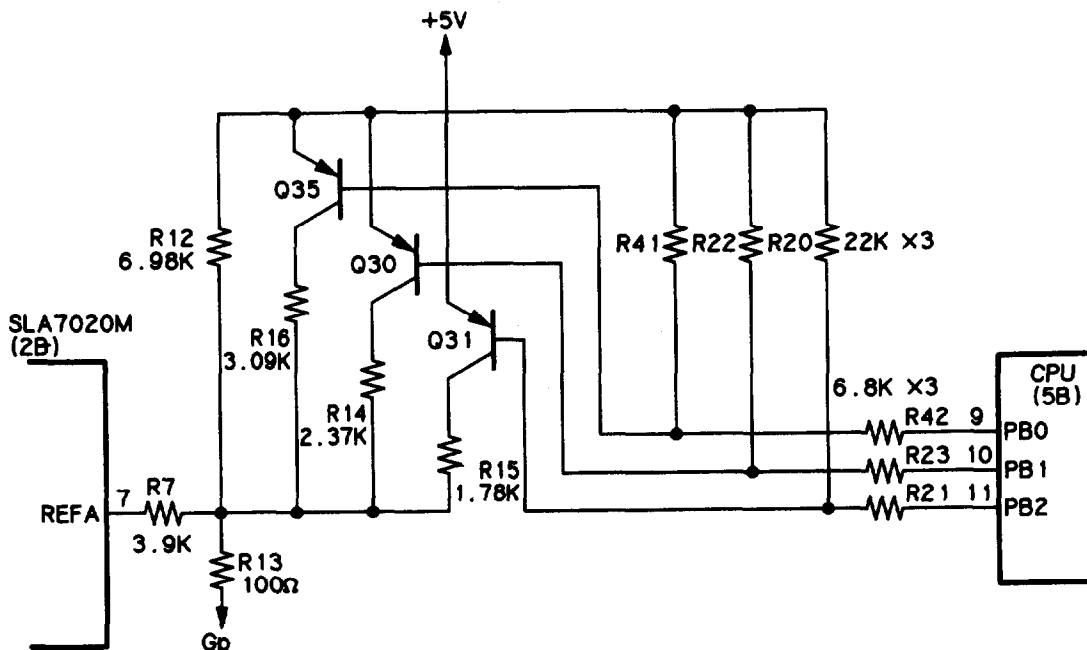 +5V
Q35
R12
6.98K
R41
R22
R20
22K X3
Q30
SLA7020M
(2B)
R16
3.09K
Q31
CPU
(5B)
6.8K X3
R14
2.37K
R42
9
PB0
R15
1.78K
R23
10
PB1
R21
11
PB2
REFA
7
R7
3.9K
R13
100Ω
Gp